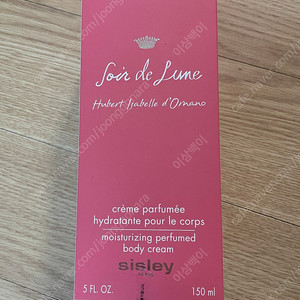 Soir de Lune
Hubert Isabelle d'Ornano
crème parfumée
hydratante pour le corps
moisturizing perfumed
body cream
sisley
PARIS
5 FL. OZ. 150 ml